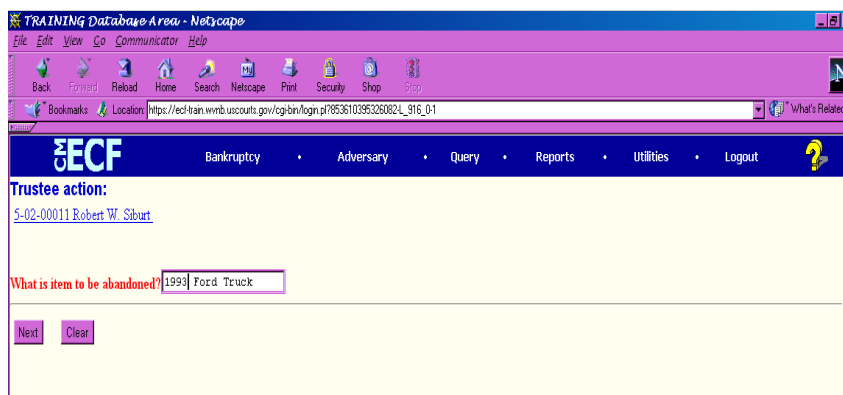 TRAINING Database Area - Netscape
File Edit View Go Communicator Help
My N
Back Forward Reload Home Search Netscape Print Security Shop Stop
Bookmarks Location: https://ecf-train.wvnb.uscourts.gov/cgi-bin/login.pl?853610395326082-L_916_0-1 What's Related
CM ECF Bankruptcy • Adversary • Query • Reports • Utilities • Logout ?
Trustee action:
5-02-00011 Robert W. Siburt
What is item to be abandoned? 1993 Ford Truck
Next Clear